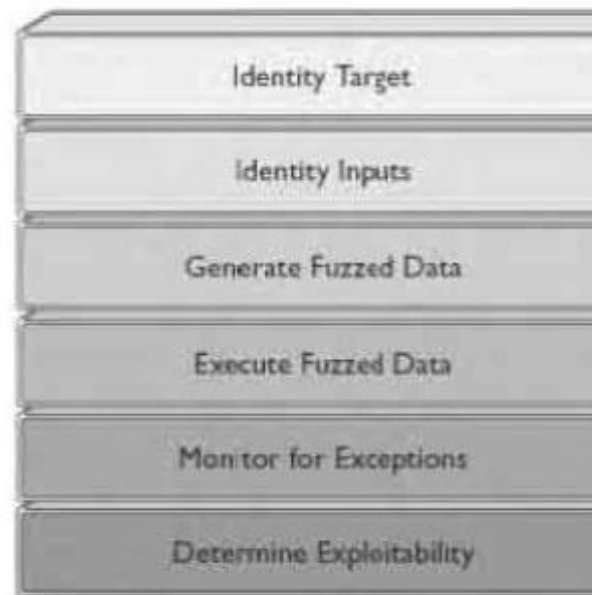 Identity Target
Identity Inputs
Generate Fuzzed Data
Execute Fuzzed Data
Monitor for Exceptions
Determine Exploitability